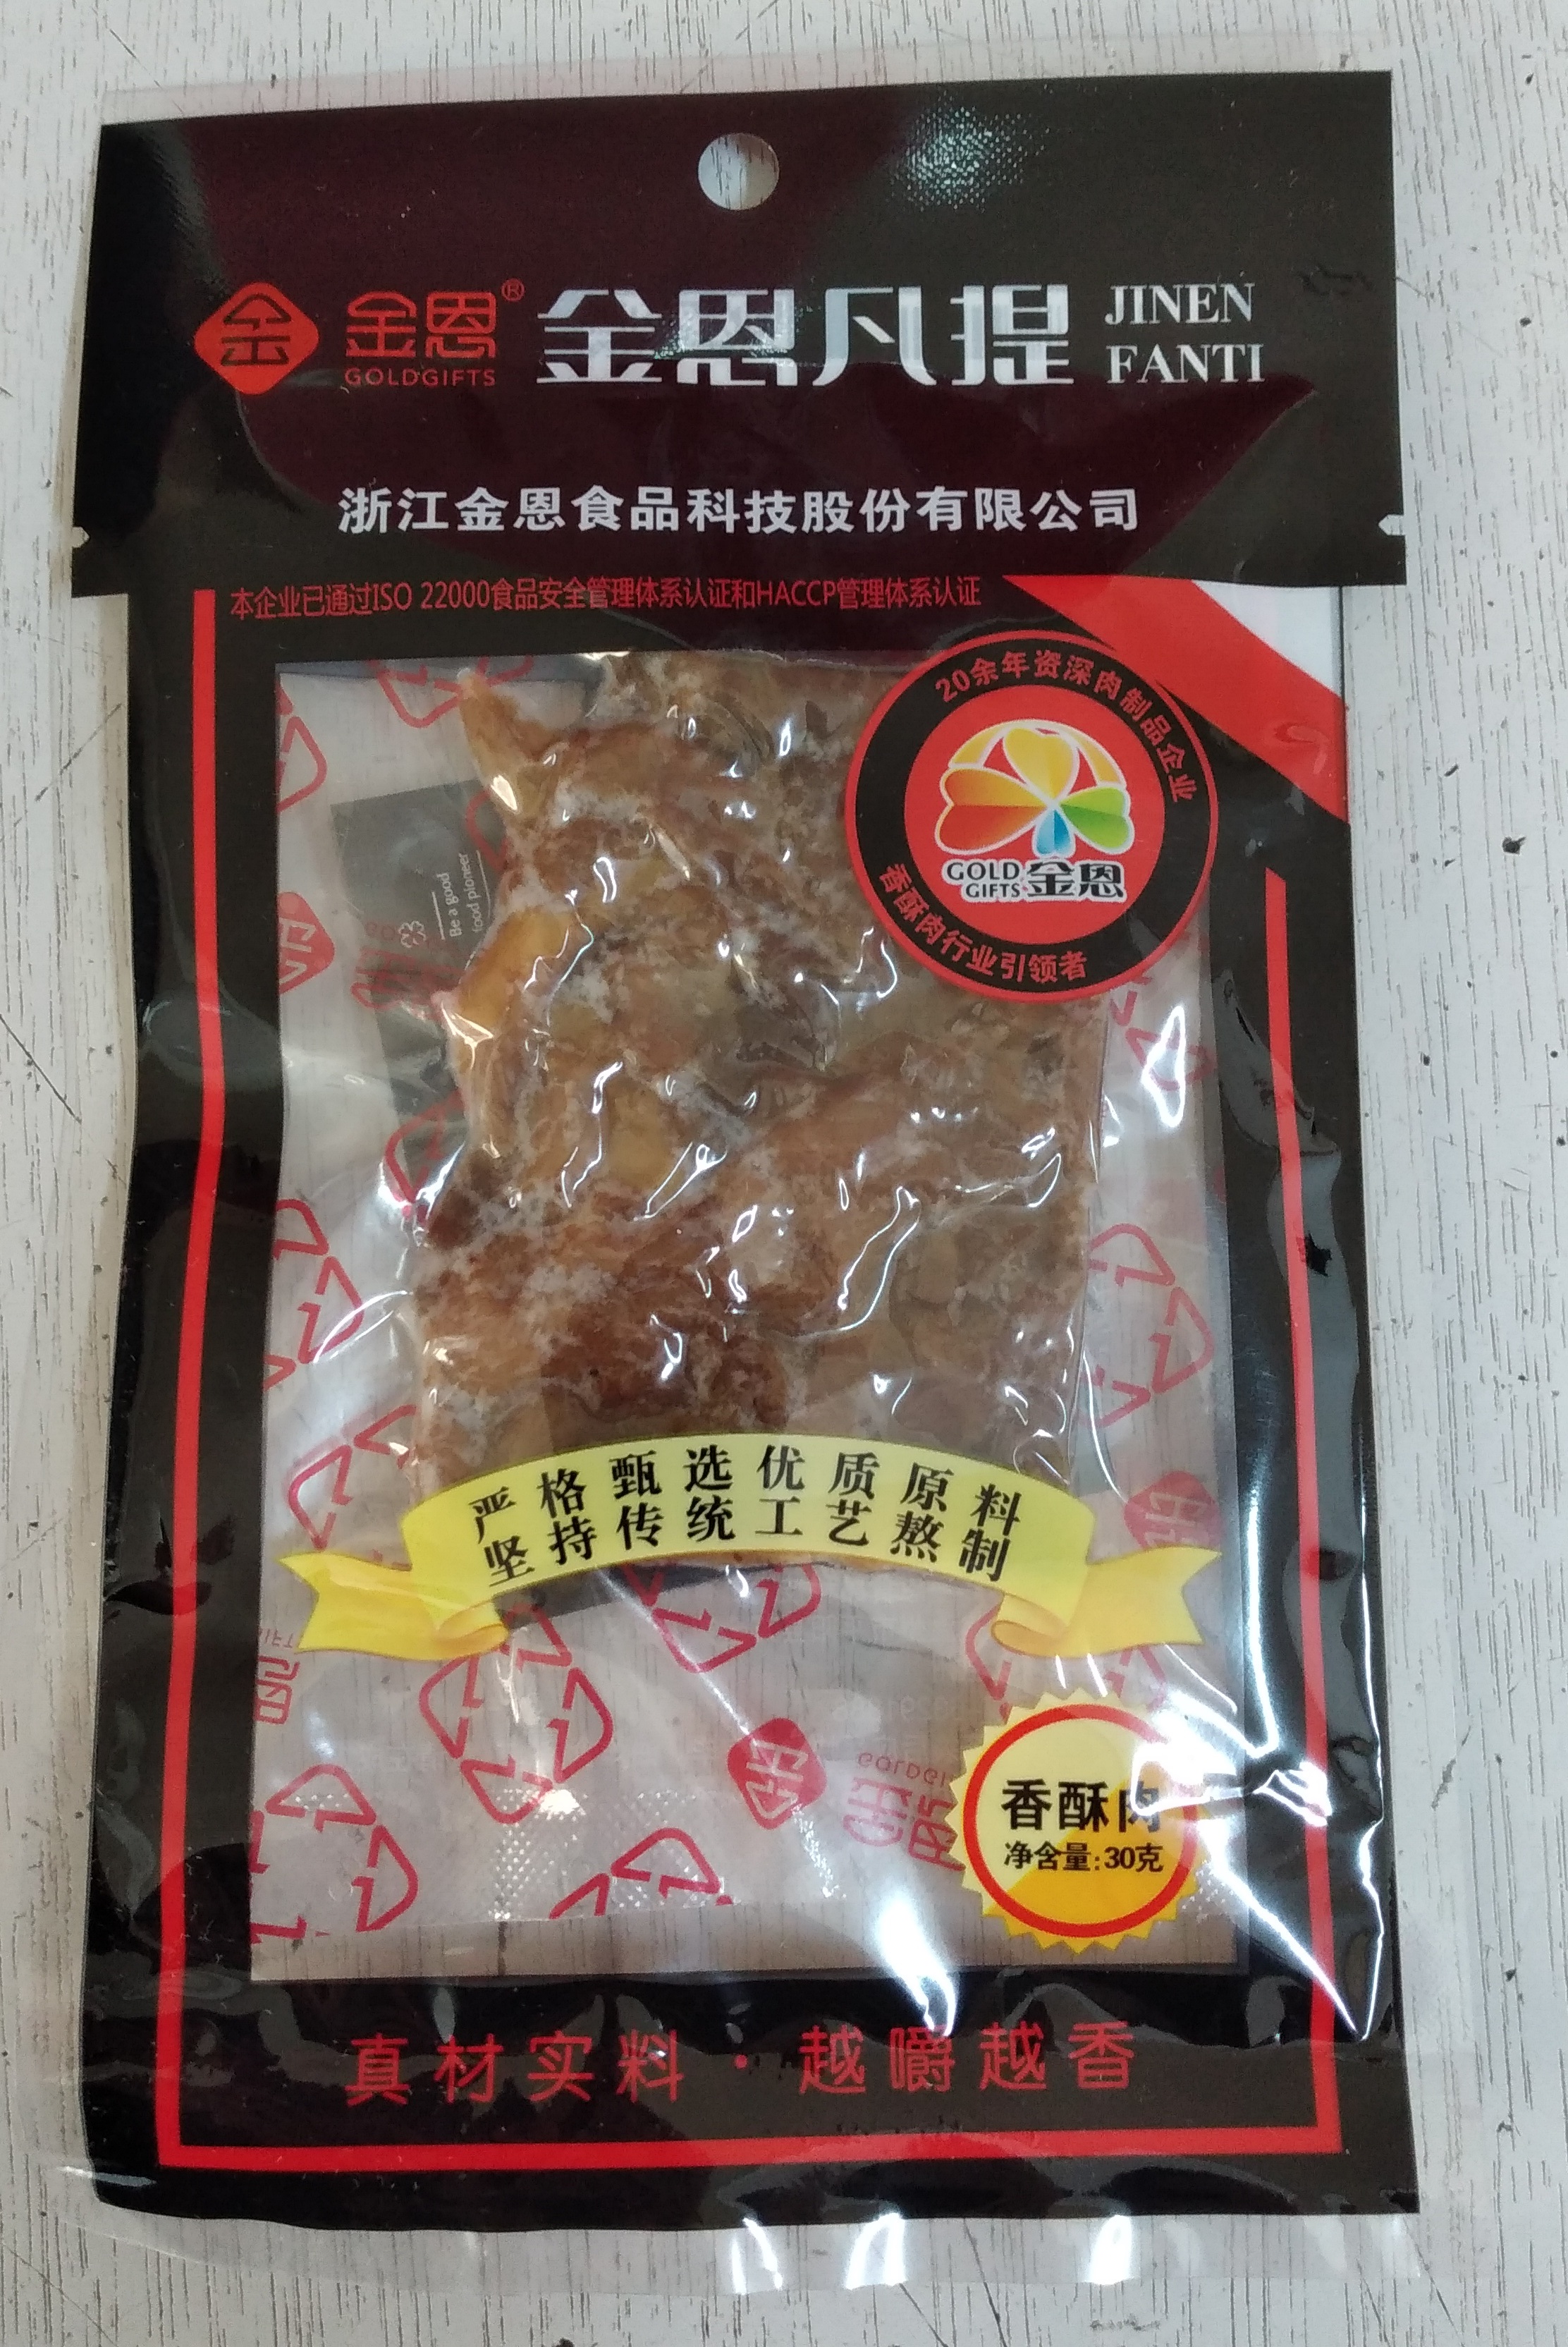 金 金恩® 金恩凡提 JINEN
GOLDGIFTS FANTI
浙江金恩食品科技股份有限公司
本企业已通过ISO 22000食品安全管理体系认证和HACCP管理体系认证
20余年资深肉制品企业
GOLD
GIFTS 金恩
香酥肉行业引领者
Be a good
food pioneer
严格甄选优质原料
坚持传统工艺熬制
香酥肉
净含量:30克
真材实料·越嚼越香